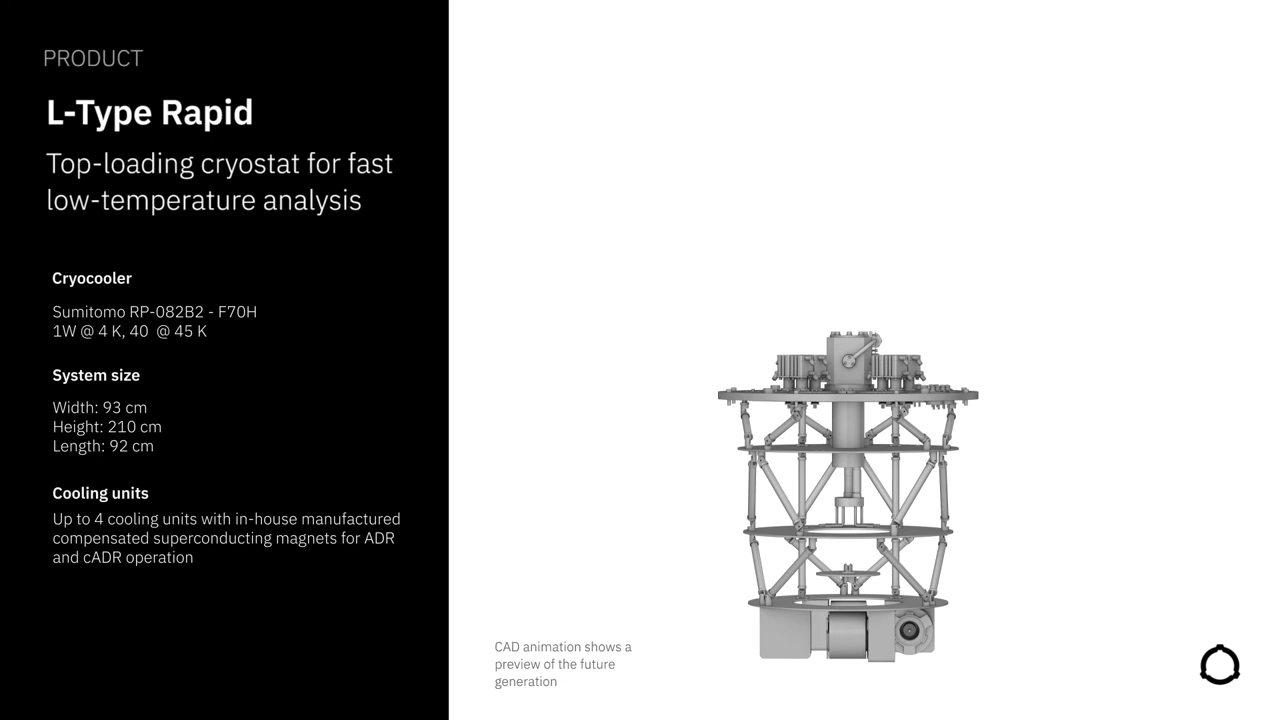 PRODUCT
L-Type Rapid
Top-loading cryostat for fast
low-temperature analysis
Cryocooler
Sumitomo RP-082B2 - F70H
1W @ 4 K, 40  @ 45 K
System size
Width: 93 cm
Height: 210 cm
Length: 92 cm
Cooling units
Up to 4 cooling units with in-house manufactured
compensated superconducting magnets for ADR
and cADR operation
CAD animation shows a
preview of the future
generation